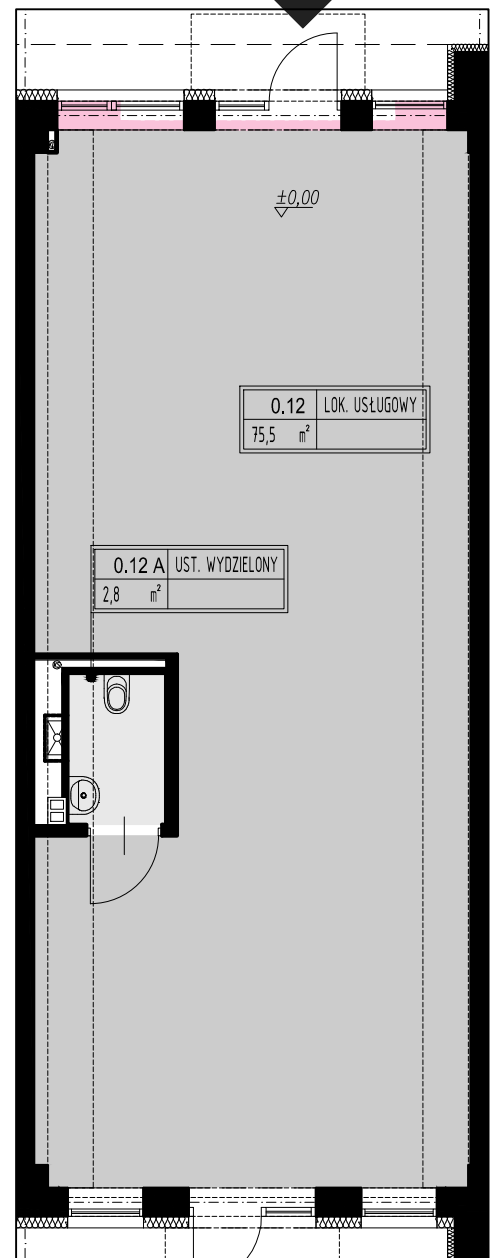 ±0,00
0.12 LOK. USŁUGOWY
75,5 m²
0.12 A UST. WYDZIELONY
2,8 m²